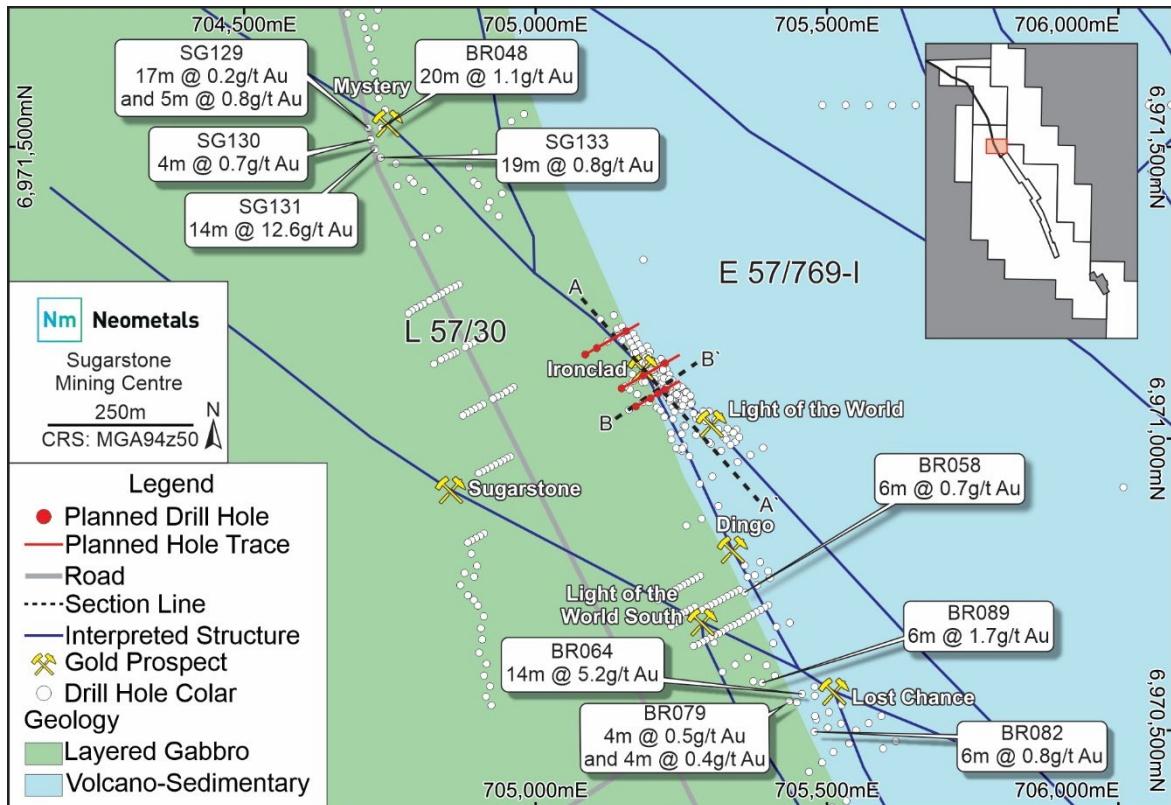 704,500mE
705,000mE
705,500mE
706,000mE
SG129
17m @ 0.2g/t Au
and 5m @ 0.8g/t Au
BR048
20m @ 1.1g/t Au
Mystery
SG130
4m @ 0.7g/t Au
SG133
19m @ 0.8g/t Au
SG131
14m @ 12.6g/t Au
6,971,500mN
6,971,500mN
E 57/769-I
L 57/30
A
B`
Ironclad
B
Light of the World
A`
6,971,000mN
Nm Neometals
Sugarstone
Mining Centre
250m
N
CRS: MGA94z50
Sugarstone
BR058
6m @ 0.7g/t Au
Dingo
Light of the
World South
BR089
6m @ 1.7g/t Au
BR064
14m @ 5.2g/t Au
Lost Chance
BR079
4m @ 0.5g/t Au
and 4m @ 0.4g/t Au
BR082
6m @ 0.8g/t Au
6,970,500mN
Legend
Planned Drill Hole
Planned Hole Trace
Road
Section Line
Interpreted Structure
Gold Prospect
Drill Hole Colar
Geology
Layered Gabbro
Volcano-Sedimentary
705,000mE
705,500mE
706,000mE